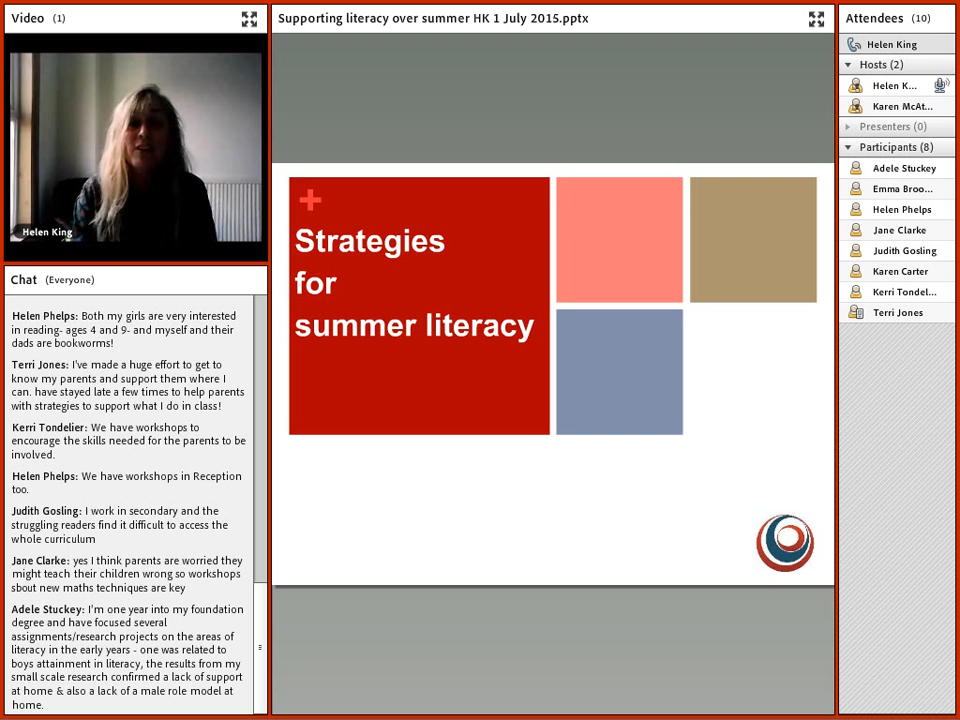 Video (1)
Helen King
Chat (Everyone)
Helen Phelps: Both my girls are very interested
in reading- ages 4 and 9- and myself and their
dads are bookworms!
Terri Jones: I've made a huge effort to get to
know my parents and support them where I
can. have stayed late a few times to help parents
with strategies to support what I do in class!
Kerri Tondelier: We have workshops to
encourage the skills needed for the parents to be
involved.
Helen Phelps: We have workshops in Reception
too.
Judith Gosling: I work in secondary and the
struggling readers find it difficult to access the
whole curriculum
Jane Clarke: yes I think parents are worried they
might teach their children wrong so workshops
sbout new maths techniques are key
Adele Stuckey: I'm one year into my foundation
degree and have focused several
assignments/research projects on the areas of
literacy in the early years - one was related to
boys attainment in literacy, the results from my
small scale research confirmed a lack of support
at home & also a lack of a male role model at
home.
Supporting literacy over summer HK 1 July 2015.pptx
+
Strategies
for
summer literacy
Attendees (10)
Helen King
Hosts (2)
Helen K...
Karen McAt...
Presenters (0)
Participants (8)
Adele Stuckey
Emma Broo...
Helen Phelps
Jane Clarke
Judith Gosling
Karen Carter
Kerri Tondel...
Terri Jones